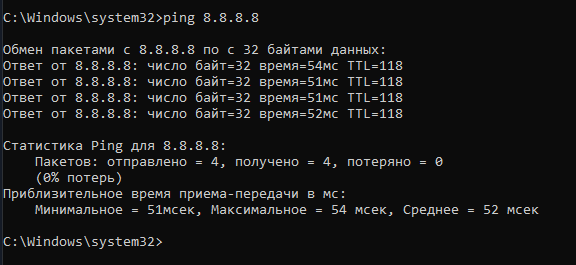 C:\Windows\system32>ping 8.8.8.8
Обмен пакетами с 8.8.8.8 по с 32 байтами данных:
Ответ от 8.8.8.8: число байт=32 время=54мс TTL=118
Ответ от 8.8.8.8: число байт=32 время=51мс TTL=118
Ответ от 8.8.8.8: число байт=32 время=51мс TTL=118
Ответ от 8.8.8.8: число байт=32 время=52мс TTL=118
Статистика Ping для 8.8.8.8:
Пакетов: отправлено = 4, получено = 4, потеряно = 0
(0% потерь)
Приблизительное время приема-передачи в мс:
Минимальное = 51мсек, Максимальное = 54 мсек, Среднее = 52 мсек
C:\Windows\system32>